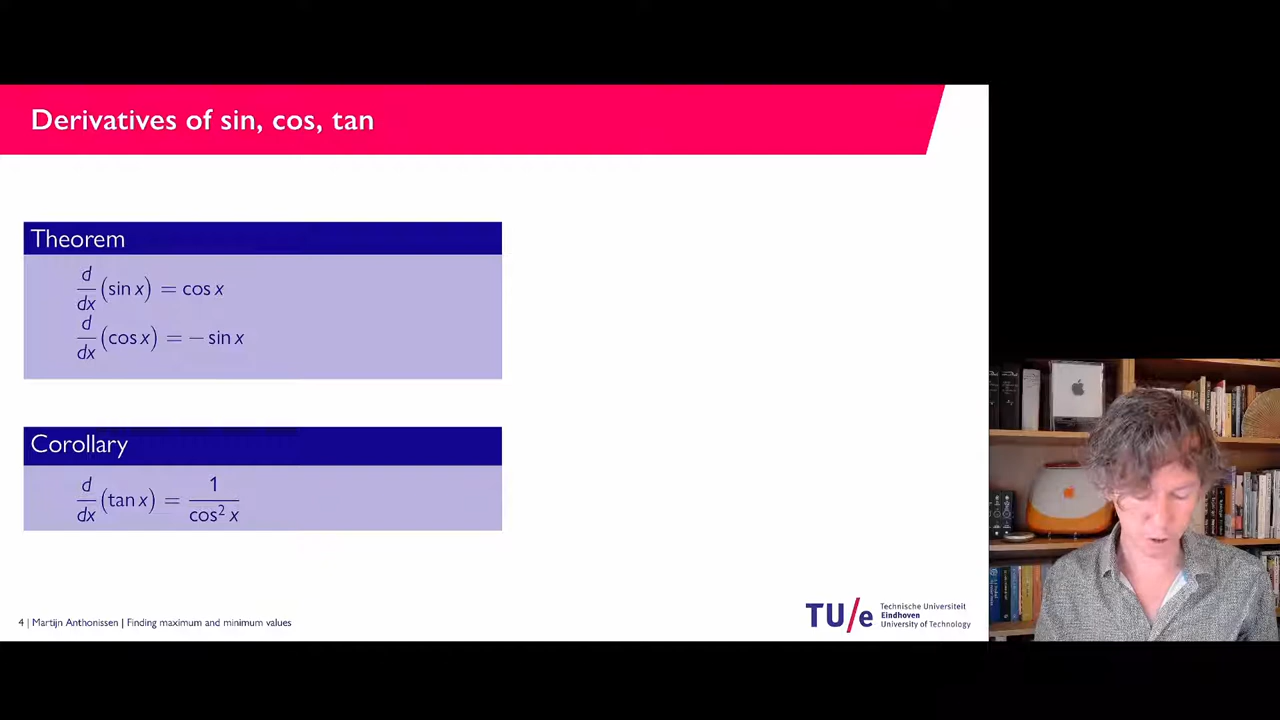 Derivatives of sin, cos, tan
Theorem
d/dx (sin x) = cos x
d/dx (cos x) = − sin x
Corollary
d/dx (tan x) = 1/cos² x
4 | Martijn Anthonissen | Finding maximum and minimum values
TU/e
Technische Universiteit
Eindhoven
University of Technology